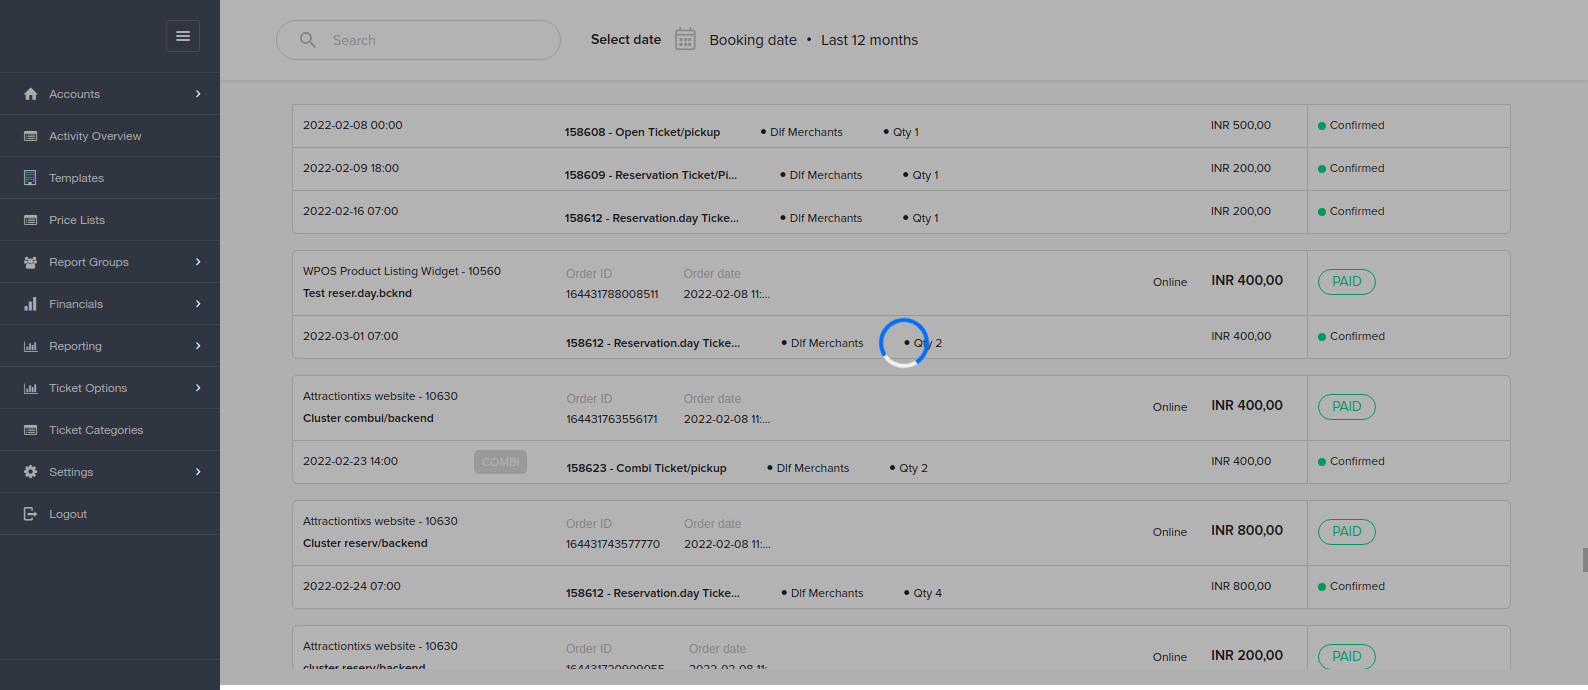 Search
Select date Booking date • Last 12 months
Accounts
Activity Overview
Templates
Price Lists
Report Groups
Financials
Reporting
Ticket Options
Ticket Categories
Settings
Logout
2022-02-08 00:00 158608 - Open Ticket/pickup • Dlf Merchants • Qty 1 INR 500,00 Confirmed
2022-02-09 18:00 158609 - Reservation Ticket/Pi... • Dlf Merchants • Qty 1 INR 200,00 Confirmed
2022-02-16 07:00 158612 - Reservation.day Ticke... • Dlf Merchants • Qty 1 INR 200,00 Confirmed
WPOS Product Listing Widget - 10560 Order ID Order date Online INR 400,00 PAID
Test reser.day.bcknd 164431788008511 2022-02-08 11:...
2022-03-01 07:00 158612 - Reservation.day Ticke... • Dlf Merchants • Qty 2 INR 400,00 Confirmed
Attractiontixs website - 10630 Order ID Order date Online INR 400,00 PAID
Cluster combui/backend 164431763556171 2022-02-08 11:...
2022-02-23 14:00 COMBI 158623 - Combi Ticket/pickup • Dlf Merchants • Qty 2 INR 400,00 Confirmed
Attractiontixs website - 10630 Order ID Order date Online INR 800,00 PAID
Cluster reserv/backend 164431743577770 2022-02-08 11:...
2022-02-24 07:00 158612 - Reservation.day Ticke... • Dlf Merchants • Qty 4 INR 800,00 Confirmed
Attractiontixs website - 10630 Order ID Order date Online INR 200,00 PAID
cluster reserv/backend 164431720909055 2022-02-08 11: